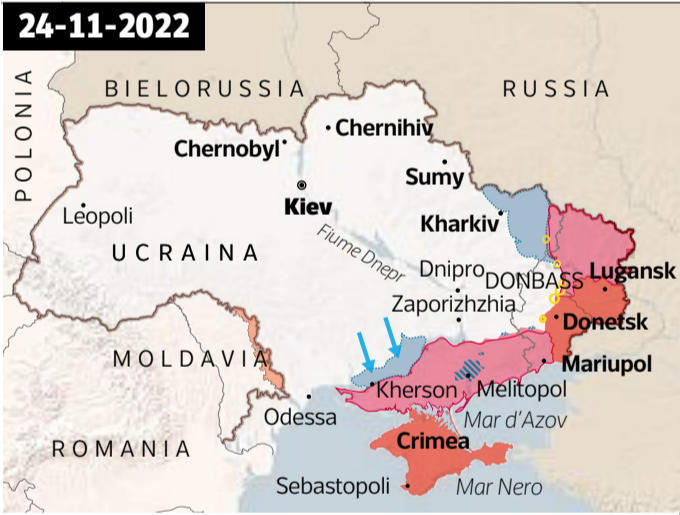 24-11-2022
BIELORUSSIA
RUSSIA
POLONIA
Chernihiv
Chernobyl
Sumy
Kiev
Leopoli
Kharkiv
UCRAINA
Fiume Dnepr
Dnipro
DONBASS
Lugansk
Zaporizhzhia
Donetsk
MOLDAVIA
Mariupol
Kherson
Melitopol
Odessa
Mar d'Azov
ROMANIA
Crimea
Sebastopoli
Mar Nero